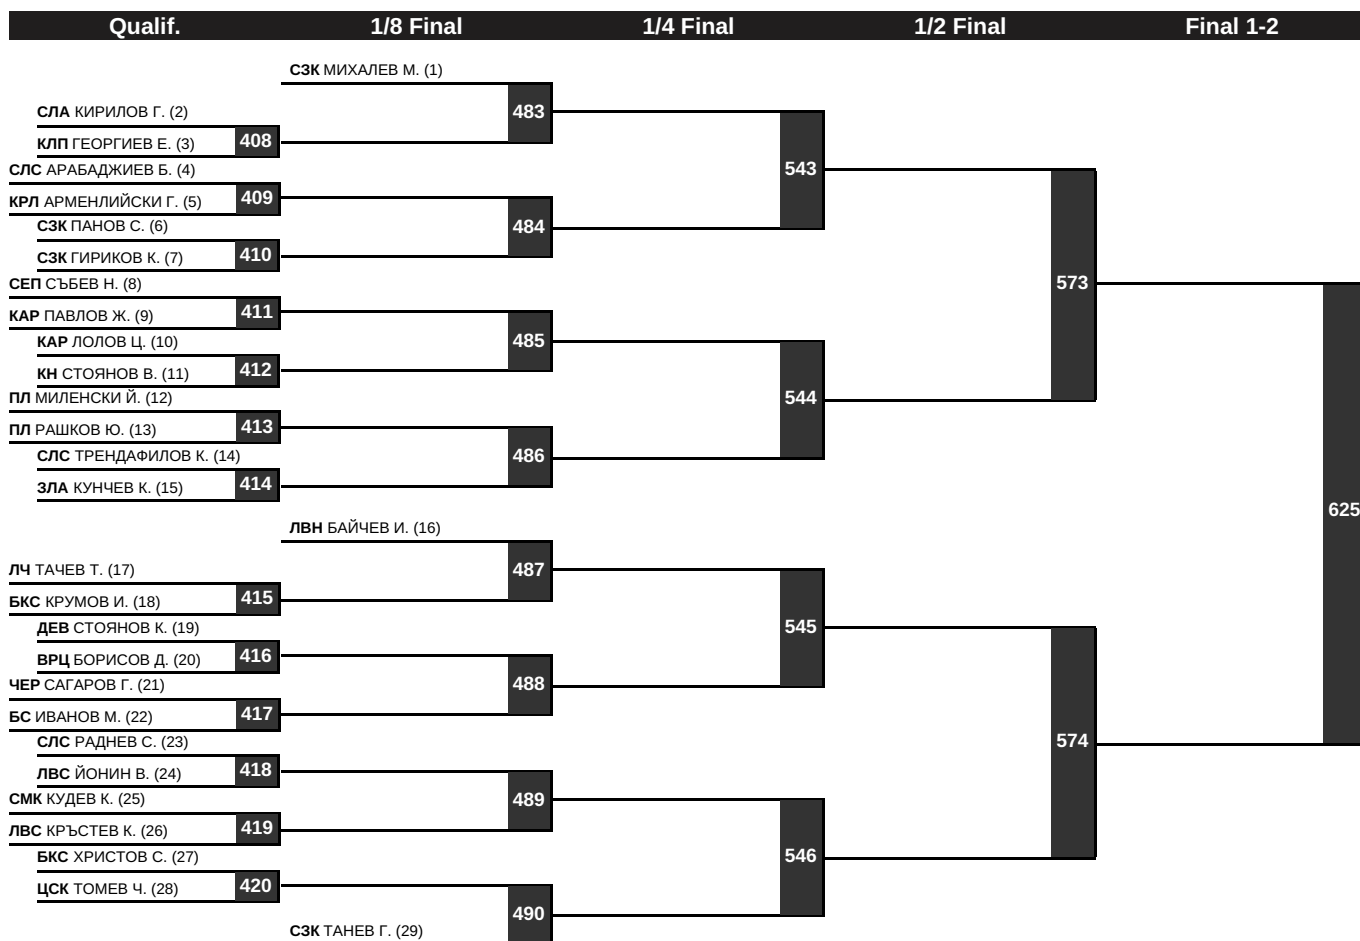 Qualif. 1/8 Final 1/4 Final 1/2 Final Final 1-2
СЗК МИХАЛЕВ М. (1)
483
СЛА КИРИЛОВ Г. (2)
408
КЛП ГЕОРГИЕВ Е. (3)
СЛС АРАБАДЖИЕВ Б. (4)
543
409
КРЛ АРМЕНЛИЙСКИ Г. (5)
СЗК ПАНОВ С. (6)
484
410
СЗК ГИРИКОВ К. (7)
СЕП СЪБЕВ Н. (8)
573
411
КАР ПАВЛОВ Ж. (9)
КАР ЛОЛОВ Ц. (10)
485
412
КН СТОЯНОВ В. (11)
ПЛ МИЛЕНСКИ Й. (12)
544
413
ПЛ РАШКОВ Ю. (13)
СЛС ТРЕНДАФИЛОВ К. (14)
486
414
ЗЛА КУНЧЕВ К. (15)
625
ЛВН БАЙЧЕВ И. (16)
487
ЛЧ ТАЧЕВ Т. (17)
415
БКС КРУМОВ И. (18)
ДЕВ СТОЯНОВ К. (19)
545
416
ВРЦ БОРИСОВ Д. (20)
ЧЕР САГАРОВ Г. (21)
488
417
БС ИВАНОВ М. (22)
СЛС РАДНЕВ С. (23)
574
418
ЛВС ЙОНИН В. (24)
СМК КУДЕВ К. (25)
489
419
ЛВС КРЪСТЕВ К. (26)
БКС ХРИСТОВ С. (27)
546
420
ЦСК ТОМЕВ Ч. (28)
490
СЗК ТАНЕВ Г. (29)